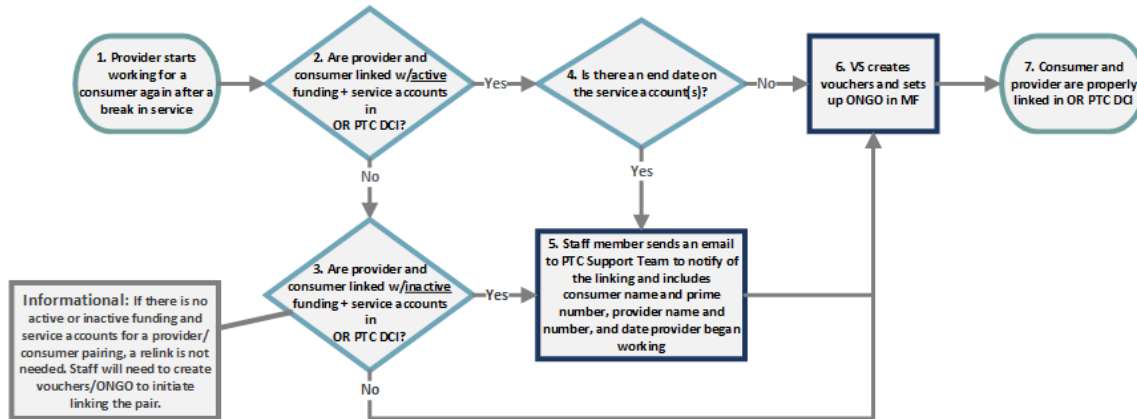 1. Provider starts
working for a
consumer again after a
break in service
2. Are provider and
consumer linked w/active
funding + service accounts
in
OR PTC DCI?
Yes
4. Is there an end date on
the service account(s)?
No
6. VS creates
vouchers and sets
up ONGO in MF
7. Consumer and
provider are properly
linked in OR PTC DCI
No
Yes
3. Are provider and
consumer linked w/inactive
funding + service accounts
in
OR PTC DCI?
Yes
5. Staff member sends an email
to PTC Support Team to notify of
the linking and includes
consumer name and prime
number, provider name and
number, and date provider began
working
Informational: If there is no
active or inactive funding and
service accounts for a provider/
consumer pairing, a relink is not
needed. Staff will need to create
vouchers/ONGO to initiate
linking the pair.
No